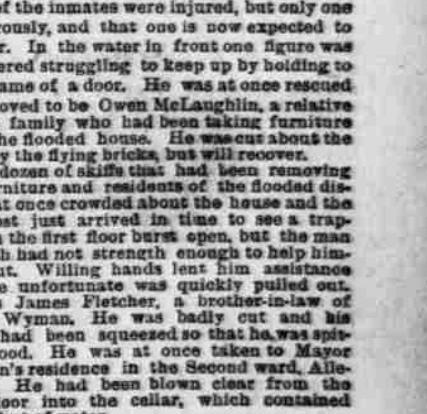 of the inmates were injured, but only one
ously, and that one is now expected to
r. In the water in front one figure was
ered struggling to keep up by holding to
ame of a door. He was at once rescued
oved to be Owen McLaughlin, a relative
family who had been taking furniture
he flooded house. He was cut about the
y the flying bricks, but will recover.
dozen of skiffs that had been removing
rniture and residents of the flooded dis-
at once crowded about the house and the
st just arrived in time to see a trap-
the first floor burst open, but the man
h had not strength enough to help him-
ut. Willing hands lent him assistance
e unfortunate was quickly pulled out.
James Fletcher, a brother-in-law of
Wyman. He was badly cut and his
had been squeezed so that he was spit-
ood. He was at once taken to Mayor
n's residence in the Second ward, Alle-
He had been blown clear from the
oor into the cellar, which contained